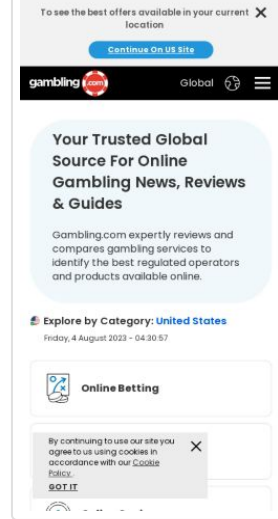 To see the best offers available in your current
location
Continue On US Site
gambling .com
Global
Your Trusted Global
Source For Online
Gambling News, Reviews
& Guides
Gambling.com expertly reviews and
compares gambling services to
identify the best regulated operators
and products available online.
Explore by Category: United States
Friday, 4 August 2023 - 04:30:57
Online Betting
By continuing to use our site you
agree to us using cookies in
accordance with our Cookie
Policy.
GOT IT